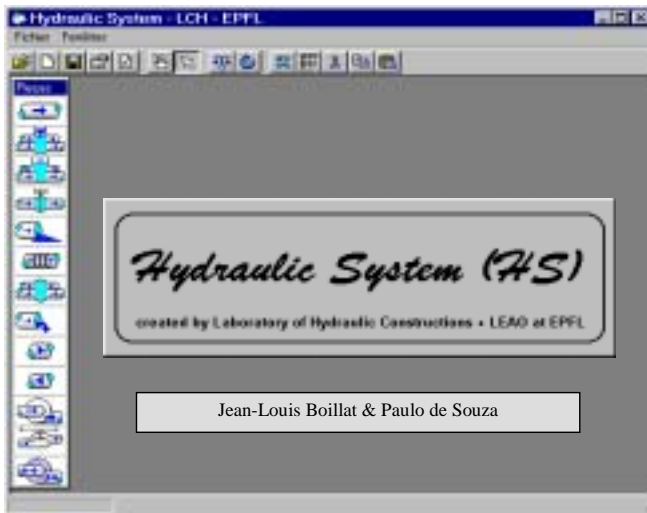 Hydraulic System - LCH - EPFL
Fichier Fenêtres
Hydraulic System (HS)
created by Laboratory of Hydraulic Constructions • LEAO at EPFL
Jean-Louis Boillat & Paulo de Souza